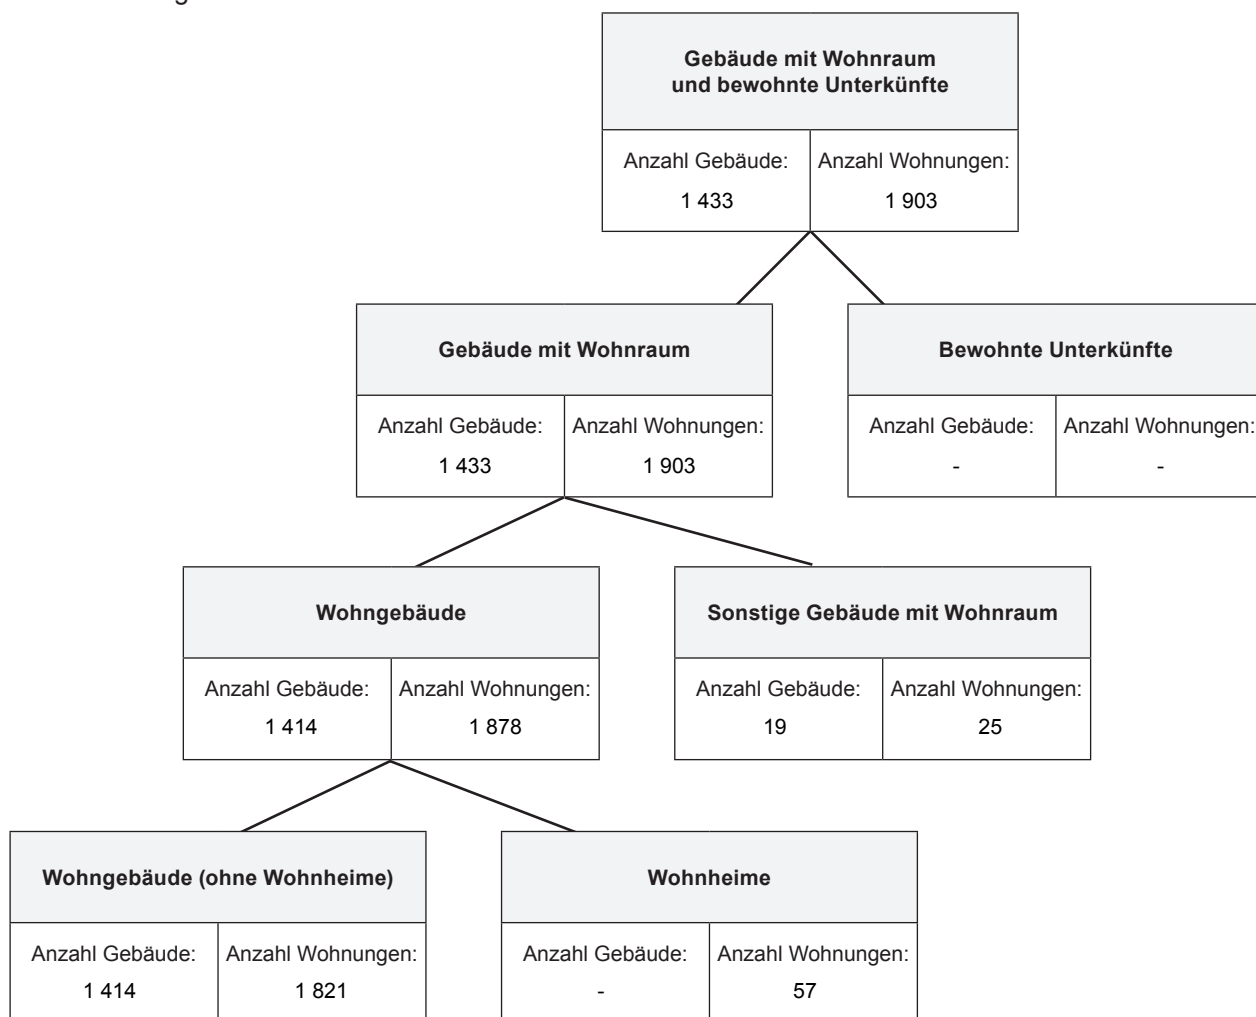 Gebäude mit Wohnraum
und bewohnte Unterkünfte
Anzahl Gebäude: Anzahl Wohnungen:
1 433 1 903
Gebäude mit Wohnraum
Anzahl Gebäude: Anzahl Wohnungen:
1 433 1 903
Bewohnte Unterkünfte
Anzahl Gebäude: Anzahl Wohnungen:
- -
Wohngebäude
Anzahl Gebäude: Anzahl Wohnungen:
1 414 1 878
Sonstige Gebäude mit Wohnraum
Anzahl Gebäude: Anzahl Wohnungen:
19 25
Wohngebäude (ohne Wohnheime)
Anzahl Gebäude: Anzahl Wohnungen:
1 414 1 821
Wohnheime
Anzahl Gebäude: Anzahl Wohnungen:
- 57